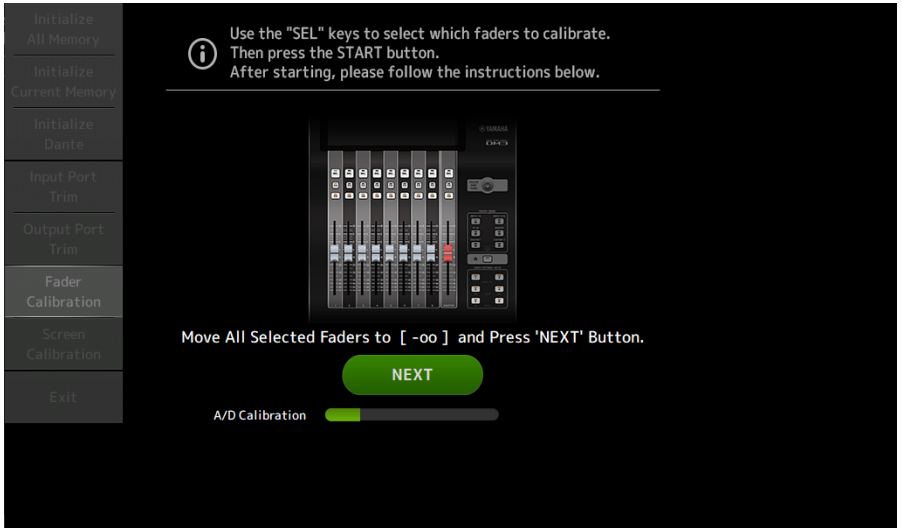 Initialize
All Memory
Initialize
Current Memory
Initialize
Dante
Input Port
Trim
Output Port
Trim
Fader
Calibration
Screen
Calibration
Exit
Use the "SEL" keys to select which faders to calibrate.
Then press the START button.
After starting, please follow the instructions below.
YAMAHA
DM3
Move All Selected Faders to [ -oo ] and Press 'NEXT' Button.
NEXT
A/D Calibration